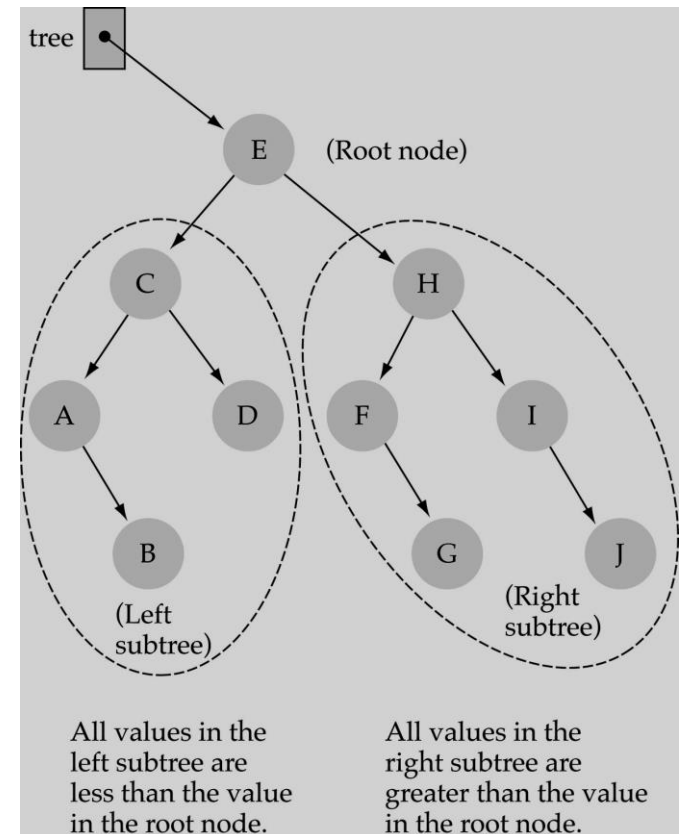 tree
E
(Root node)
C
H
A
D
F
I
B
G
J
(Left
subtree)
(Right
subtree)
All values in the
left subtree are
less than the value
in the root node.
All values in the
right subtree are
greater than the value
in the root node.